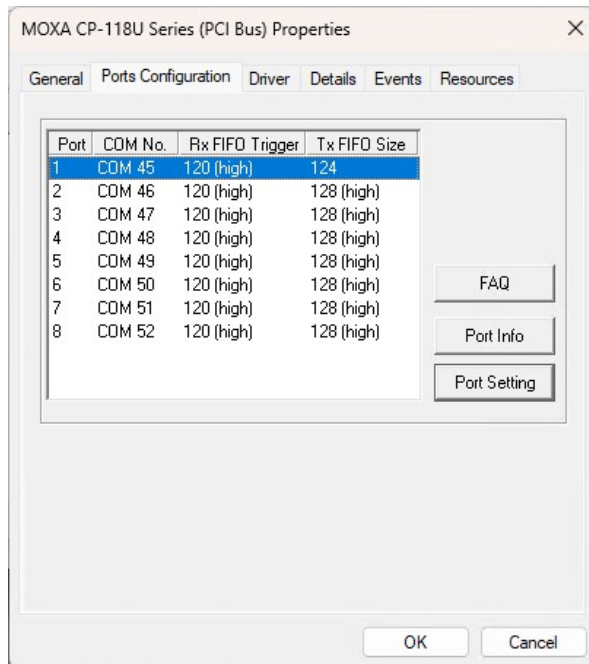 MOXA CP-118U Series (PCI Bus) Properties
General Ports Configuration Driver Details Events Resources
Port COM No. Rx FIFO Trigger Tx FIFO Size
1 COM 45 120 (high) 124
2 COM 46 120 (high) 128 (high)
3 COM 47 120 (high) 128 (high)
4 COM 48 120 (high) 128 (high)
5 COM 49 120 (high) 128 (high)
6 COM 50 120 (high) 128 (high)
7 COM 51 120 (high) 128 (high)
8 COM 52 120 (high) 128 (high)
FAQ
Port Info
Port Setting
OK Cancel